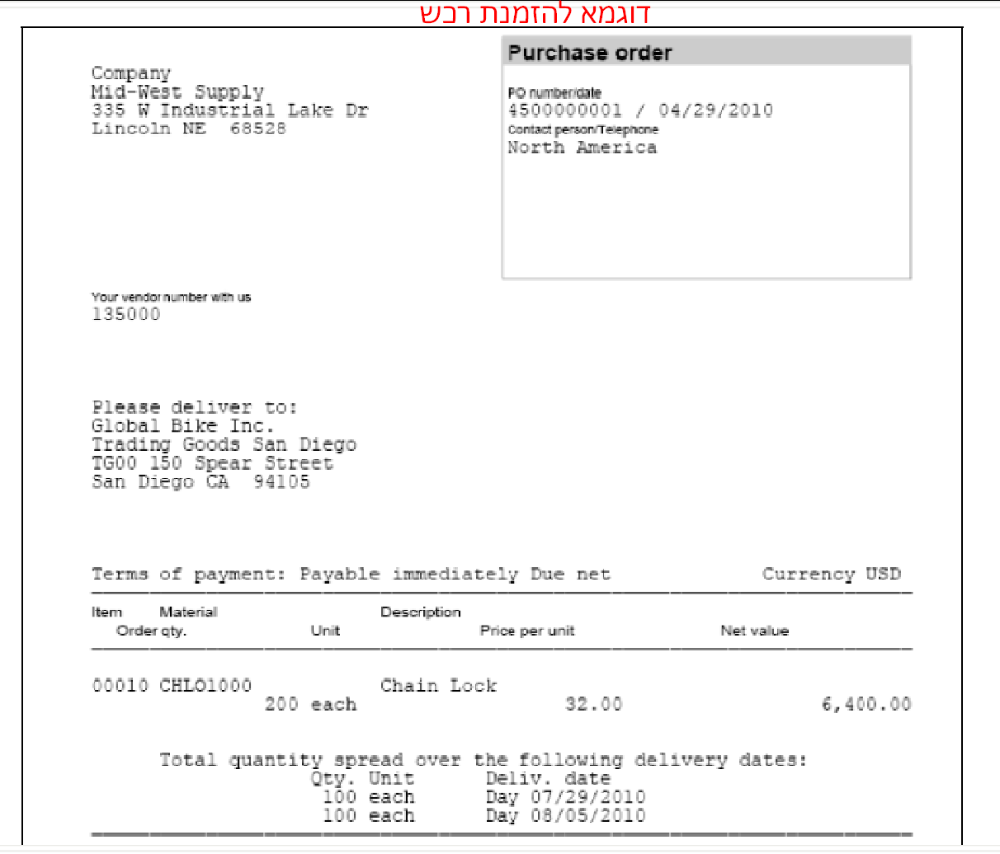 דוגמא להזמנת רכש
Purchase order
Company
Mid-West Supply
335 W Industrial Lake Dr
Lincoln NE 68528
PO number/date
4500000001 / 04/29/2010
Contact person/Telephone
North America
Your vendor number with us
135000
Please deliver to:
Global Bike Inc.
Trading Goods San Diego
TG00 150 Spear Street
San Diego CA 94105
Terms of payment: Payable immediately Due net Currency USD
Item Material Description
Order qty. Unit Price per unit Net value
00010 CHLO1000 Chain Lock
200 each 32.00 6,400.00
Total quantity spread over the following delivery dates:
Qty. Unit Deliv. date
100 each Day 07/29/2010
100 each Day 08/05/2010